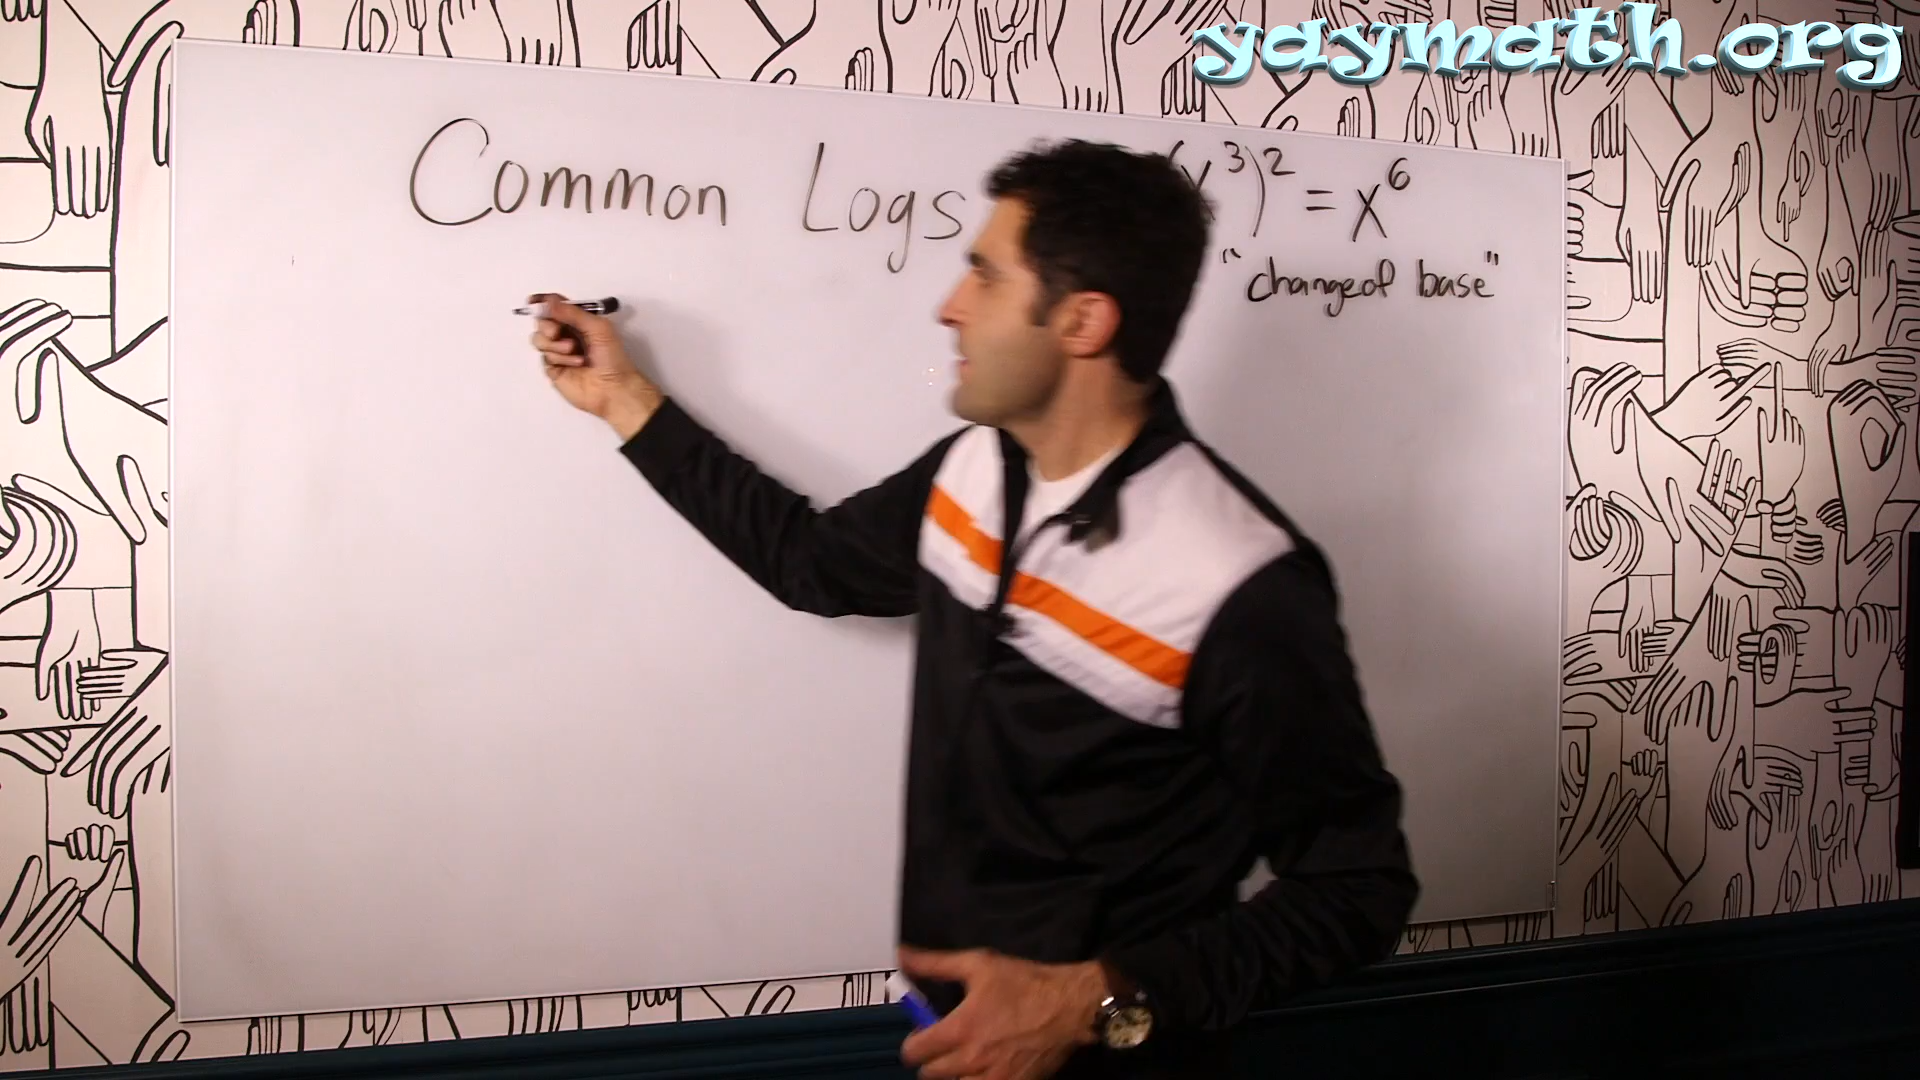 yaymath.org
Common Logs
(x³)² = x⁶
"change of base"